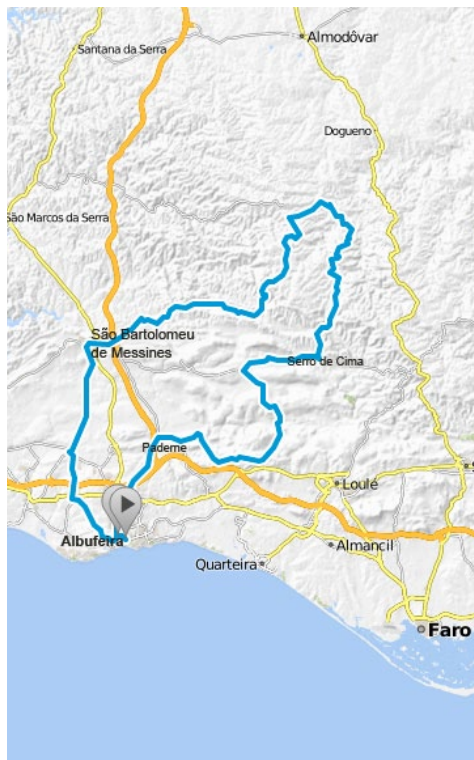 Almodôvar
Santana da Serra
Dogueno
São Marcos da Serra
São Bartolomeu
de Messines
Serro de Cima
Paderne
Loulé
Albufeira
Almancil
Quarteira
Faro